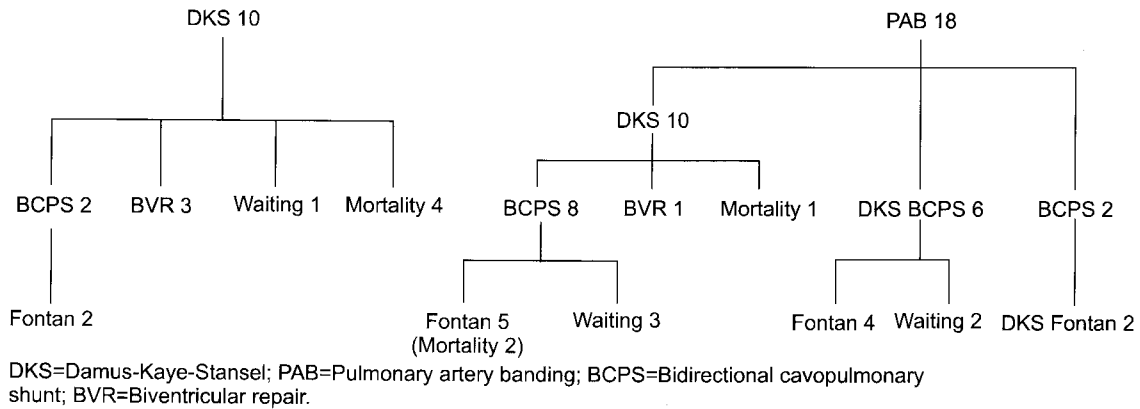 DKS 10
PAB 18
DKS 10
BCPS 2
BVR 3
Waiting 1
Mortality 4
BCPS 8
BVR 1
Mortality 1
DKS BCPS 6
BCPS 2
Fontan 2
Fontan 5
(Mortality 2)
Waiting 3
Fontan 4
Waiting 2
DKS Fontan 2
DKS=Damus-Kaye-Stansel; PAB=Pulmonary artery banding; BCPS=Bidirectional cavopulmonary
shunt; BVR=Biventricular repair.